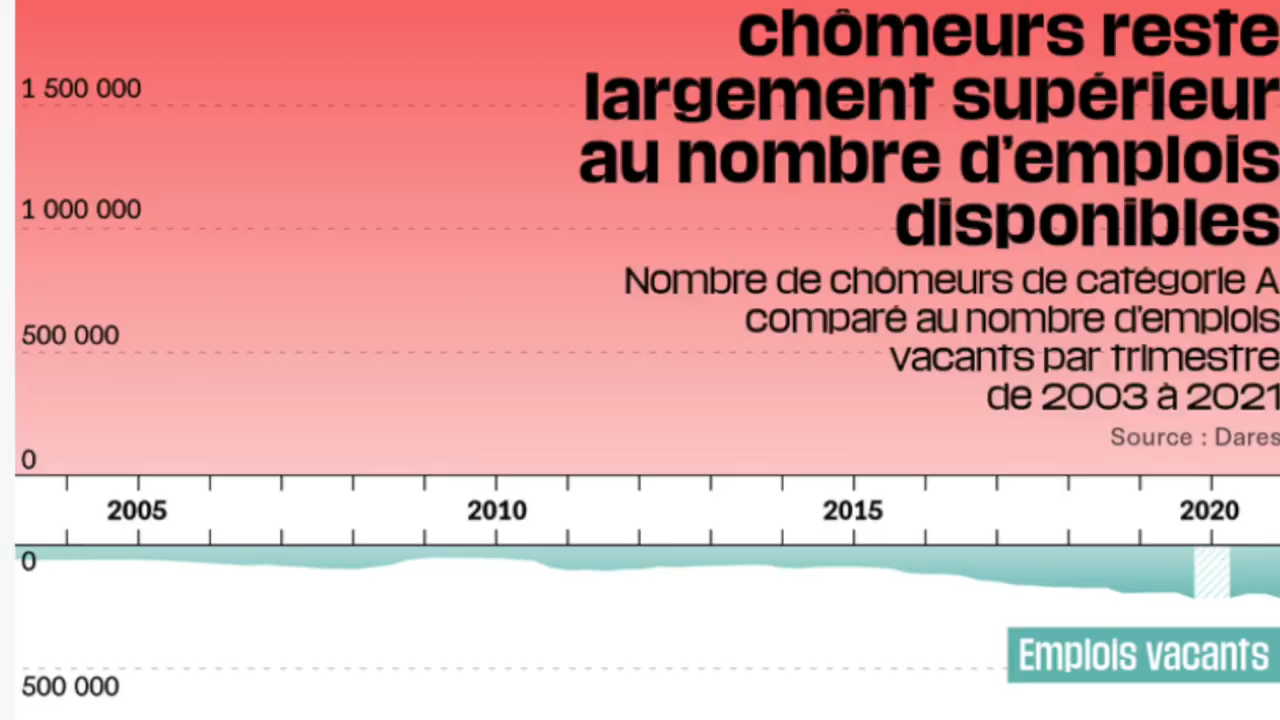 chômeurs reste
largement supérieur
au nombre d'emplois
disponibles
Nombre de chômeurs de catégorie A
comparé au nombre d'emplois
vacants par trimestre
de 2003 à 2021
Source : Dares
1 500 000
1 000 000
500 000
0
2005 2010 2015 2020
0
Emplois vacants
500 000